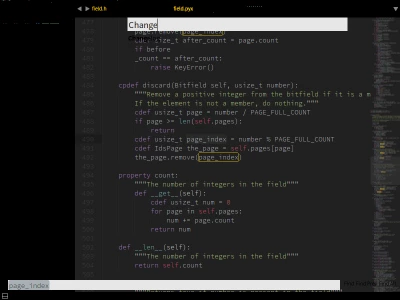 field.h
field.pyx
Change
page.remove(page_index)
cdef usize_t after_count = page.count
if before
_count == after_count:
raise KeyError()
cpdef discard(Bitfield self, usize_t number):
"""Remove a positive integer from the bitfield if it is a m
If the element is not a member, do nothing."""
cdef usize_t page = number / PAGE_FULL_COUNT
if page >= len(self.pages):
return
cdef usize_t page_index = number % PAGE_FULL_COUNT
cdef IdsPage the_page = self.pages[page]
the_page.remove(page_index)
property count:
"""The number of integers in the field"""
def __get__(self):
cdef usize_t num = 0
for page in self.pages:
num += page.count
return num
def __len__(self):
"""The number of integers in the field"""
return self.count
page_index